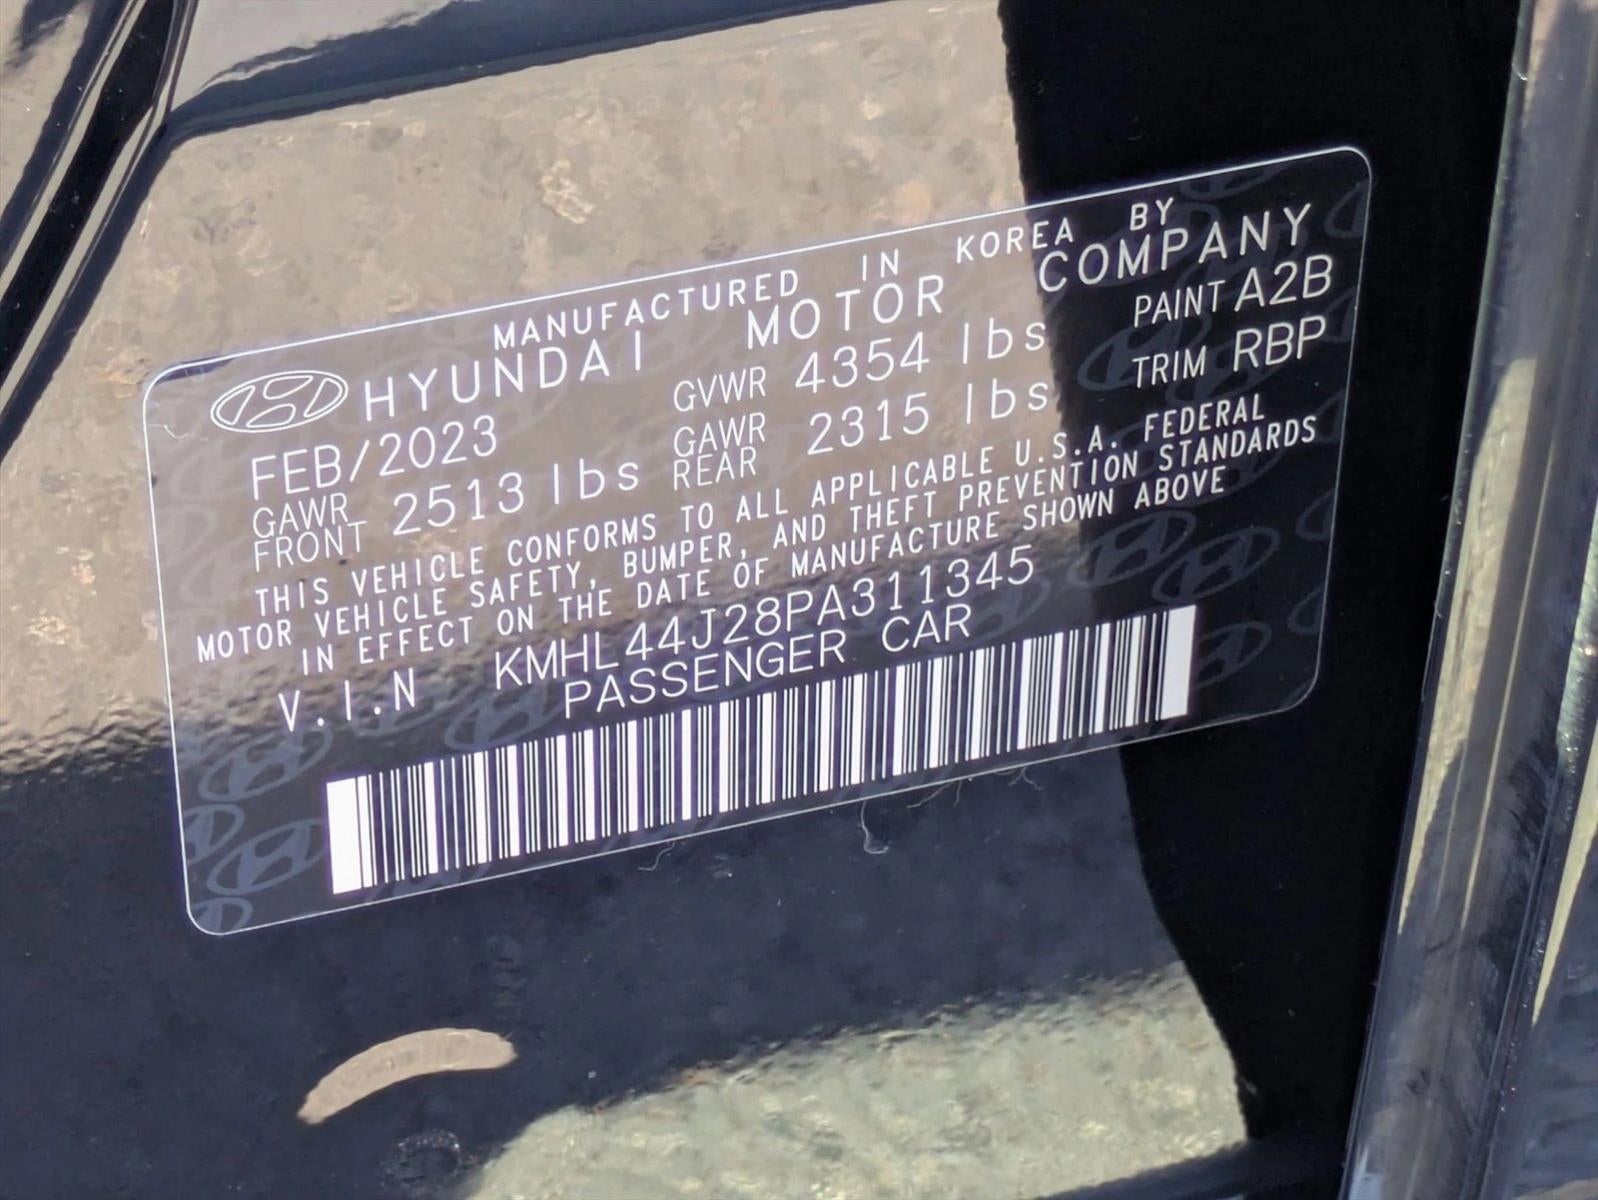 MANUFACTURED IN KOREA BY
HYUNDAI MOTOR COMPANY
FEB/2023 GVWR 4354 lbs PAINT A2B
GAWR FRONT 2513 lbs GAWR REAR 2315 lbs TRIM RBP
THIS VEHICLE CONFORMS TO ALL APPLICABLE U.S.A. FEDERAL
MOTOR VEHICLE SAFETY, BUMPER, AND THEFT PREVENTION STANDARDS
IN EFFECT ON THE DATE OF MANUFACTURE SHOWN ABOVE
V.I.N KMHL44J28PA311345
PASSENGER CAR